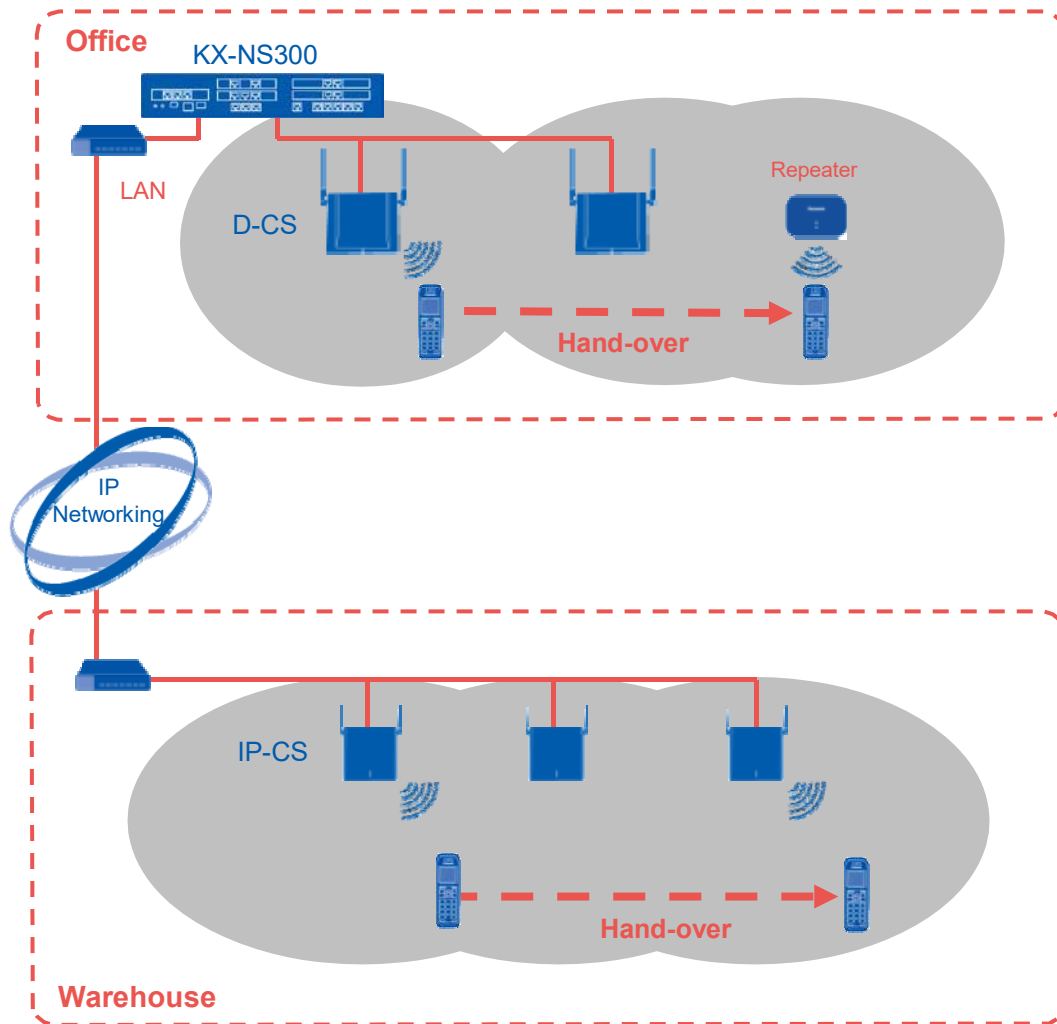 Office
KX-NS300
LAN
D-CS
Repeater
Hand-over
IP
Networking
IP-CS
Hand-over
Warehouse